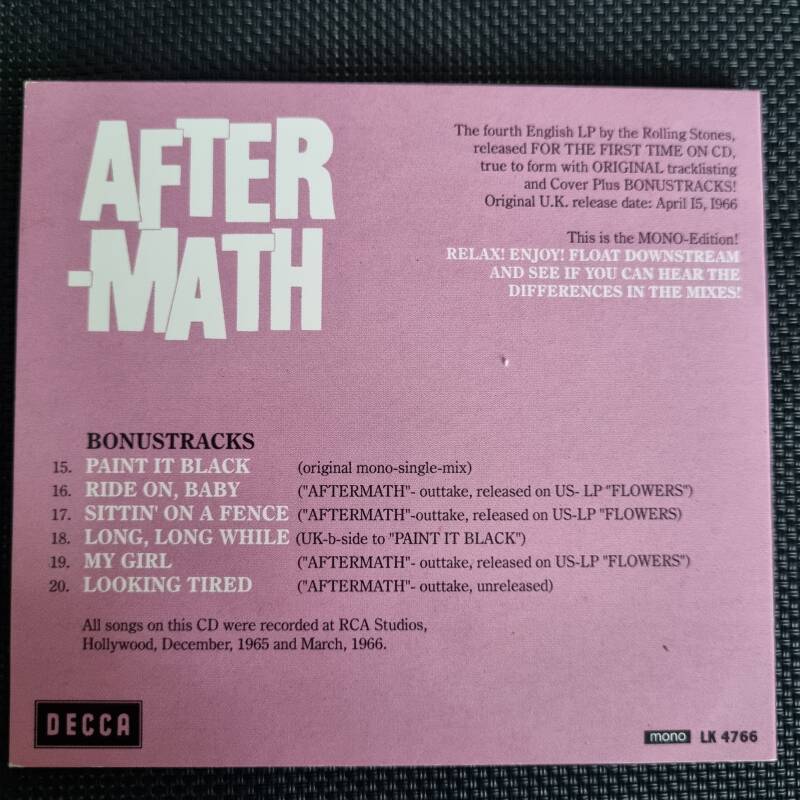 AFTER
-MATH
The fourth English LP by the Rolling Stones,
released FOR THE FIRST TIME ON CD,
true to form with ORIGINAL tracklisting
and Cover Plus BONUSTRACKS!
Original U.K. release date: April 15, 1966
This is the MONO-Edition!
RELAX! ENJOY! FLOAT DOWNSTREAM
AND SEE IF YOU CAN HEAR THE
DIFFERENCES IN THE MIXES!
BONUSTRACKS
15. PAINT IT BLACK (original mono-single-mix)
16. RIDE ON, BABY ("AFTERMATH"- outtake, released on US- LP "FLOWERS")
17. SITTIN' ON A FENCE ("AFTERMATH"-outtake, released on US-LP "FLOWERS)
18. LONG, LONG WHILE (UK-b-side to "PAINT IT BLACK")
19. MY GIRL ("AFTERMATH"- outtake, released on US-LP "FLOWERS")
20. LOOKING TIRED ("AFTERMATH"- outtake, unreleased)
All songs on this CD were recorded at RCA Studios,
Hollywood, December, 1965 and March, 1966.
DECCA
mono LK 4766